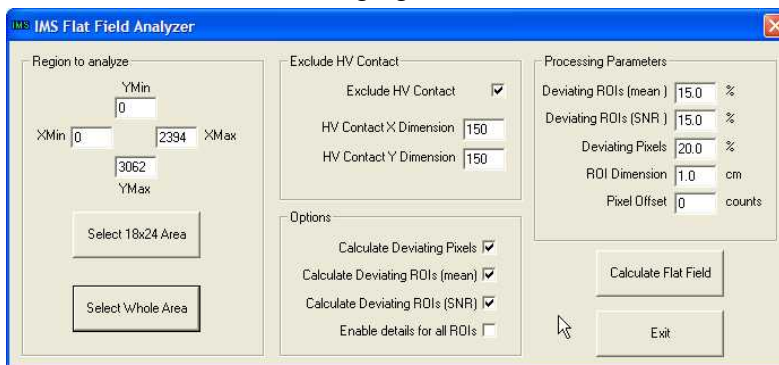 IMS IMS Flat Field Analyzer
Region to analyze
YMin
0
XMin 0 2394 XMax
3062
YMax
Select 18x24 Area
Select Whole Area
Exclude HV Contact
Exclude HV Contact
HV Contact X Dimension 150
HV Contact Y Dimension 150
Options
Calculate Deviating Pixels
Calculate Deviating ROIs (mean)
Calculate Deviating ROIs (SNR)
Enable details for all ROIs
Processing Parameters
Deviating ROIs (mean ) 15.0 %
Deviating ROIs (SNR ) 15.0 %
Deviating Pixels 20.0 %
ROI Dimension 1.0 cm
Pixel Offset 0 counts
Calculate Flat Field
Exit